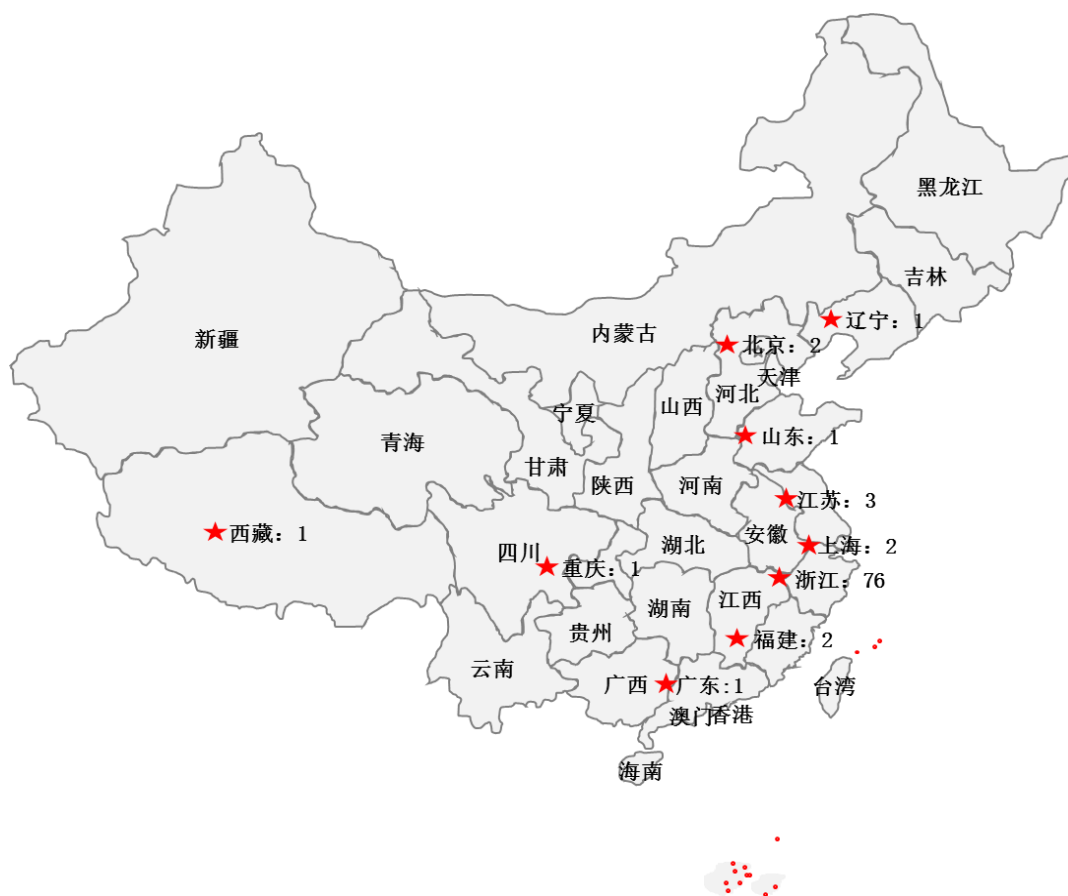 黑龙江
吉林
辽宁：1
新疆
内蒙古
北京：2
天津
河北
山西
宁夏
山东：1
青海
甘肃
陕西
河南
江苏：3
西藏：1
安徽
上海：2
湖北
四川
重庆：1
浙江：76
江西
湖南
贵州
福建：2
云南
广西
广东:1
台湾
澳门
香港
海南